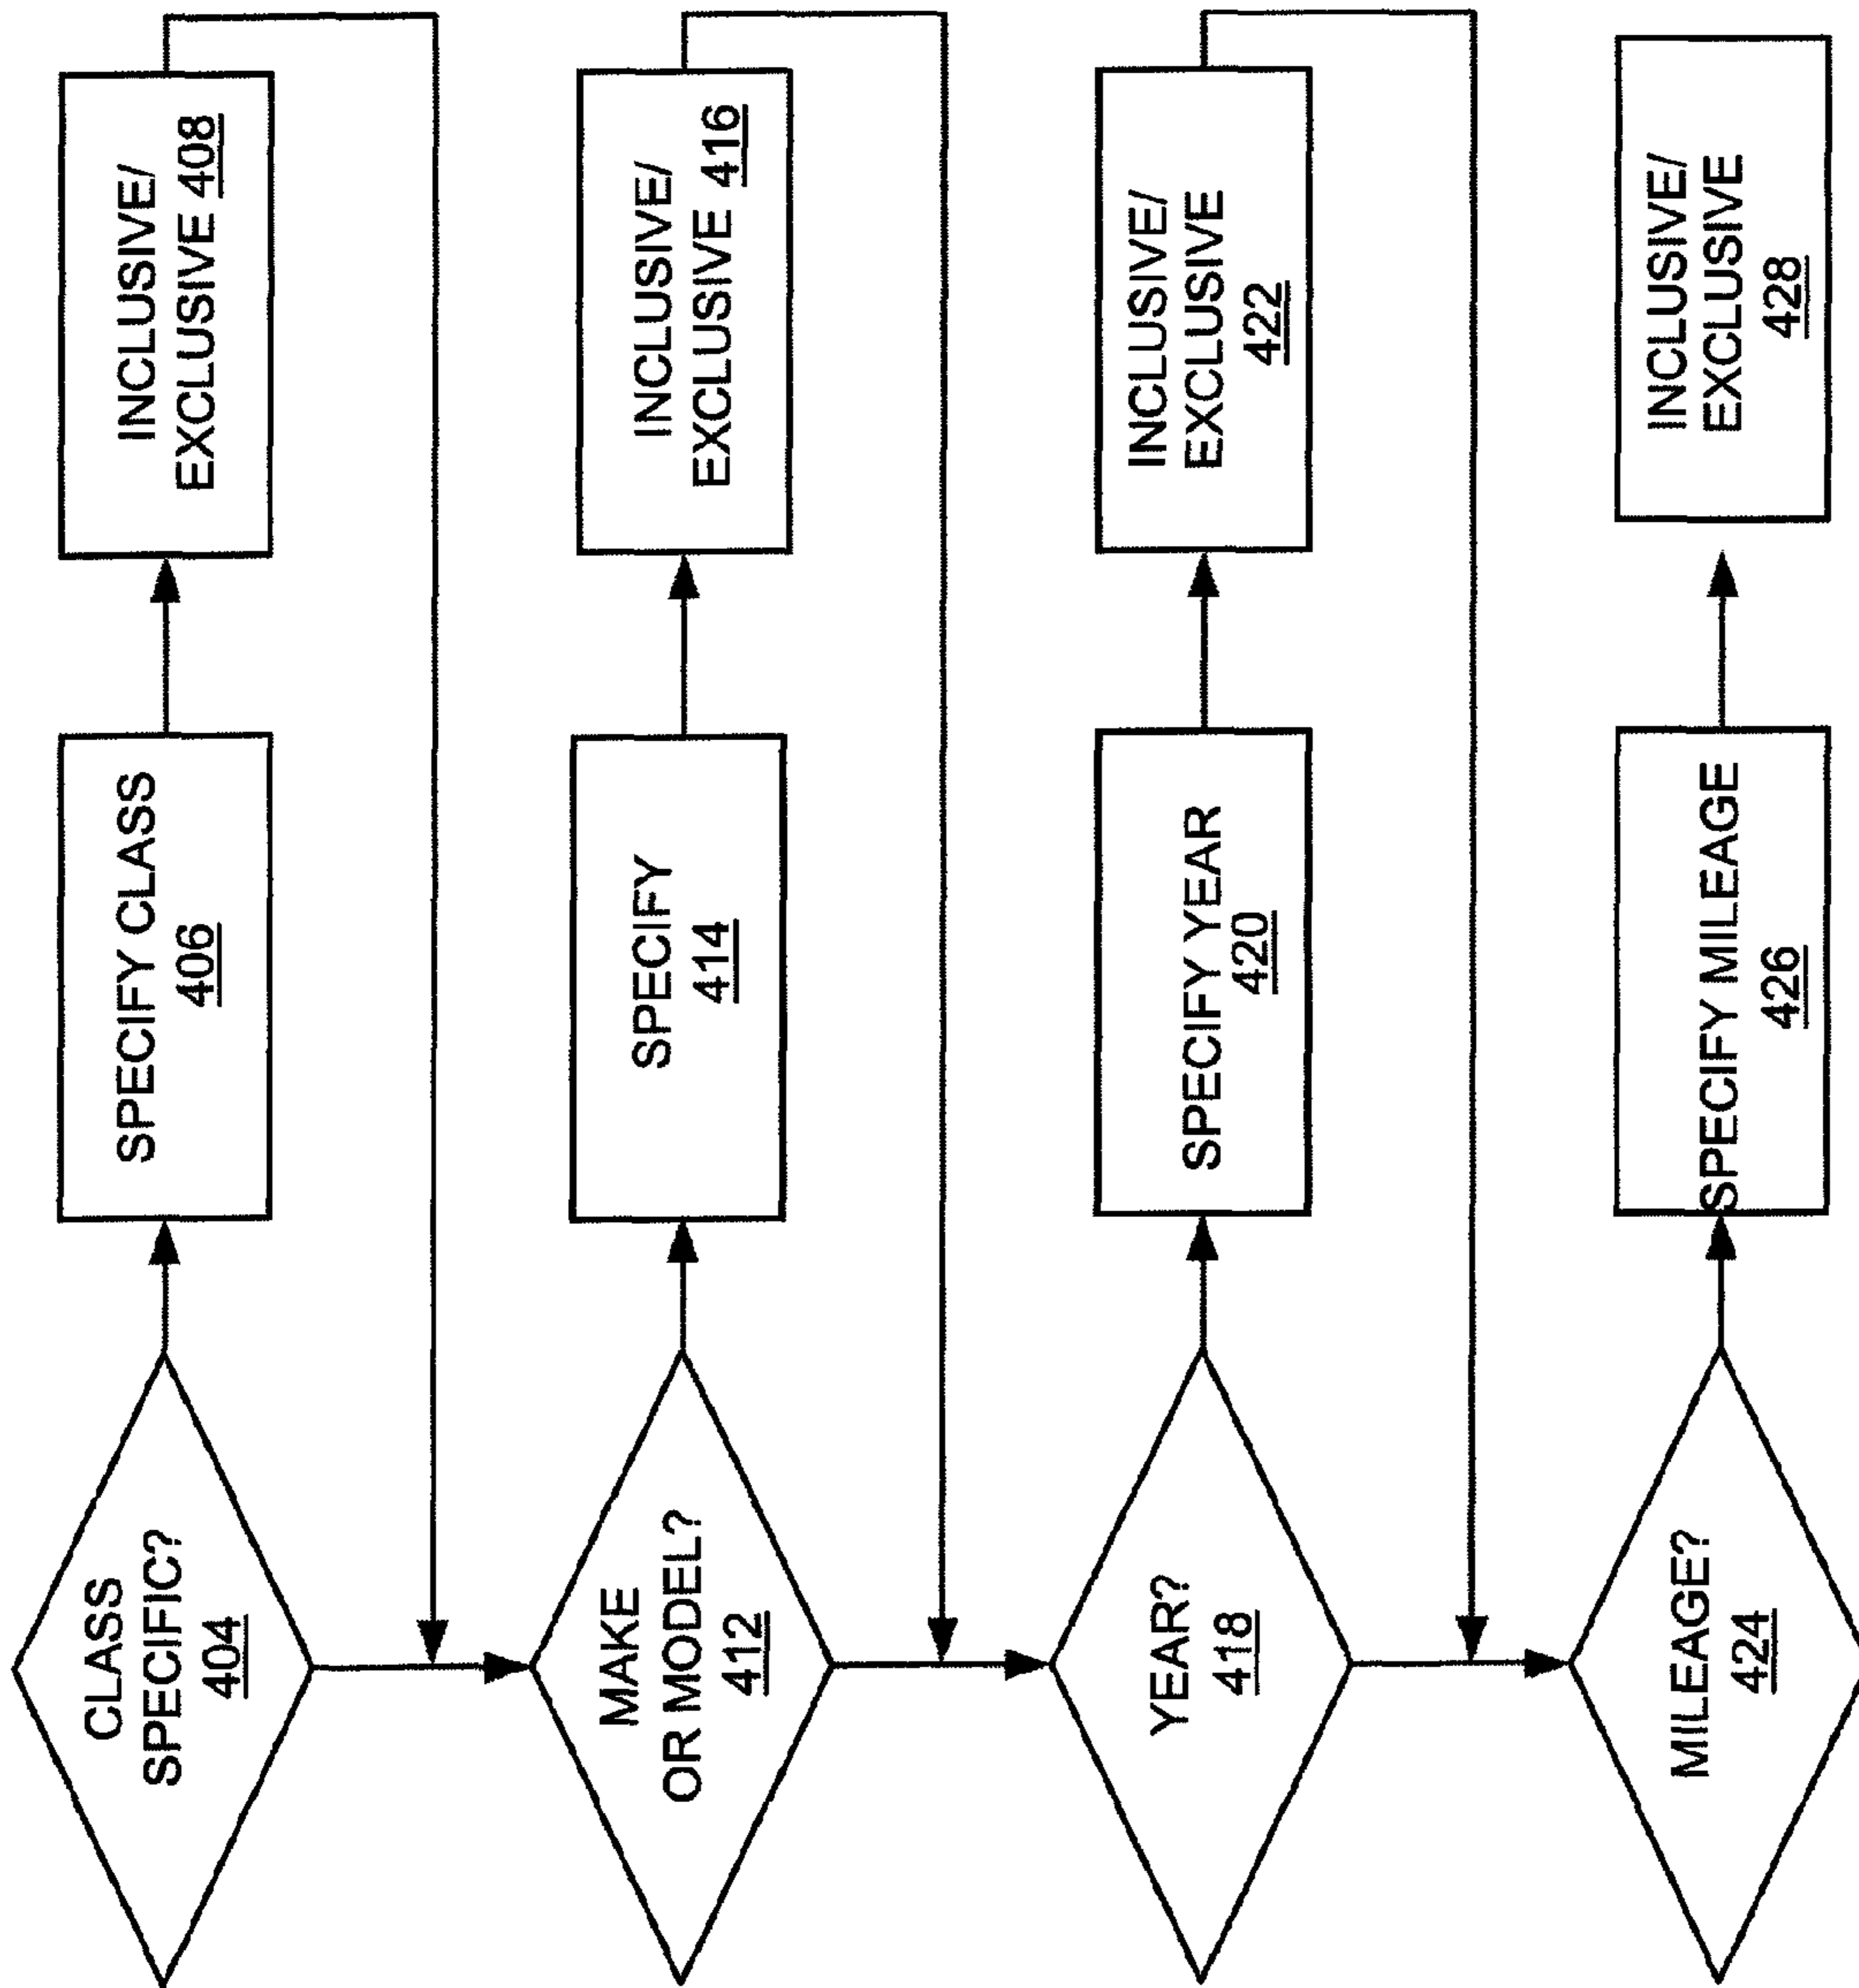 CLASS
SPECIFIC?
404
SPECIFY CLASS
406
INCLUSIVE/
EXCLUSIVE 408
MAKE
OR MODEL?
412
SPECIFY
414
INCLUSIVE/
EXCLUSIVE 416
YEAR?
418
SPECIFY YEAR
420
INCLUSIVE/
EXCLUSIVE
422
MILEAGE?
424
SPECIFY MILEAGE
426
INCLUSIVE/
EXCLUSIVE
428